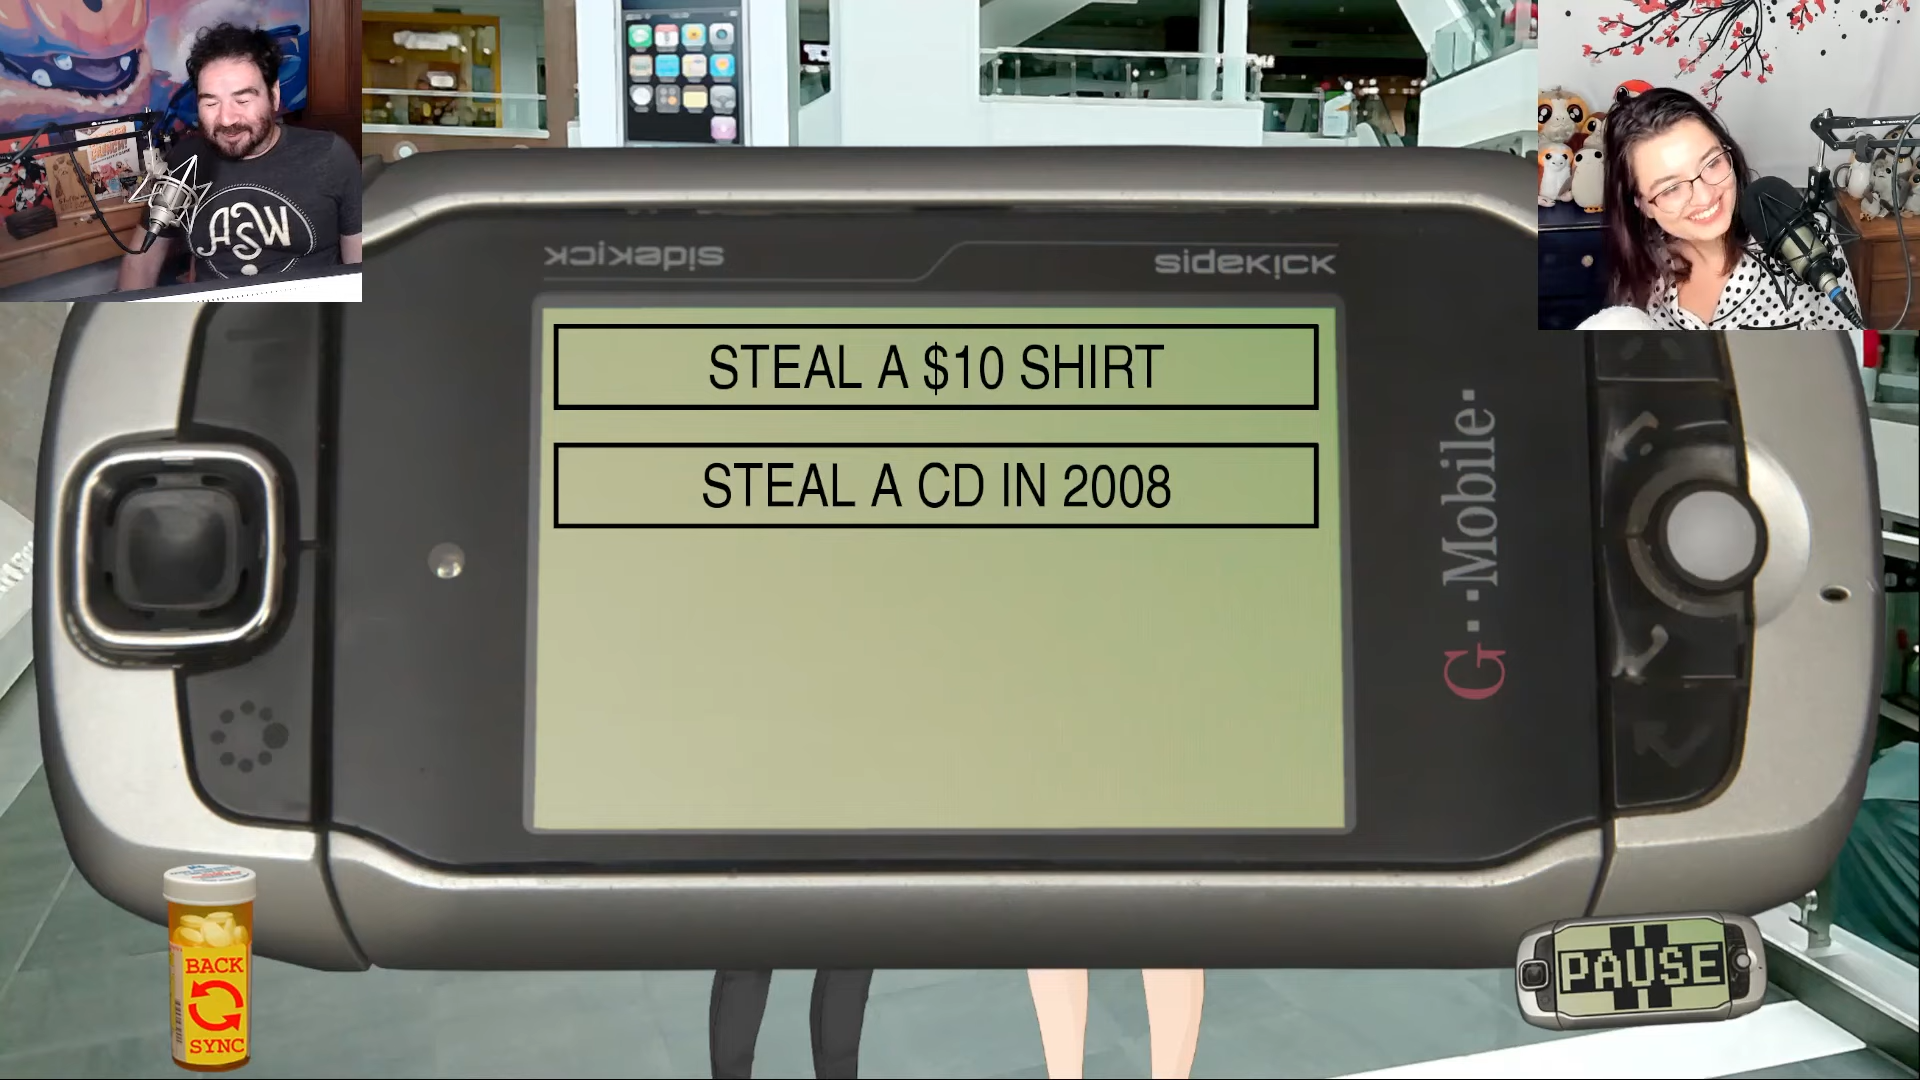 ASW
sidekick
sidekick
STEAL A $10 SHIRT
STEAL A CD IN 2008
G··Mobile·
BACK
SYNC
PAUSE